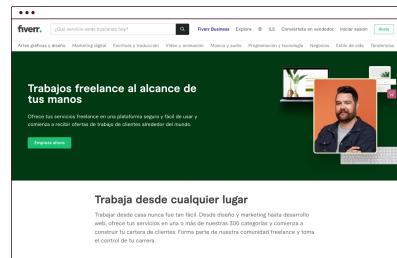 fiverr.
¿Qué servicio estás buscando hoy?
Fiverr Business
Explora
ILS
Conviértete en vendedor
Iniciar sesión
Únete
Artes gráficas y diseño
Marketing digital
Escritura y traducción
Video y animación
Música y audio
Programación y tecnología
Negocios
Estilo de vida
Tendencias
Trabajos freelance al alcance de
tus manos
Ofrece tus servicios freelance en una plataforma seguro y fácil de usar y
comienza a recibir ofertas de trabajo de clientes alrededor del mundo.
Empieza ahora
Trabaja desde cualquier lugar
Trabajar desde casa nunca fue tan fácil. Desde diseño y marketing hasta desarrollo
web, ofrece tus servicios en una o más de nuestras 300 categorías y comienza a
construir tu cartera de clientes. Forma parte de nuestra comunidad freelance y toma
el control de tu carrera.